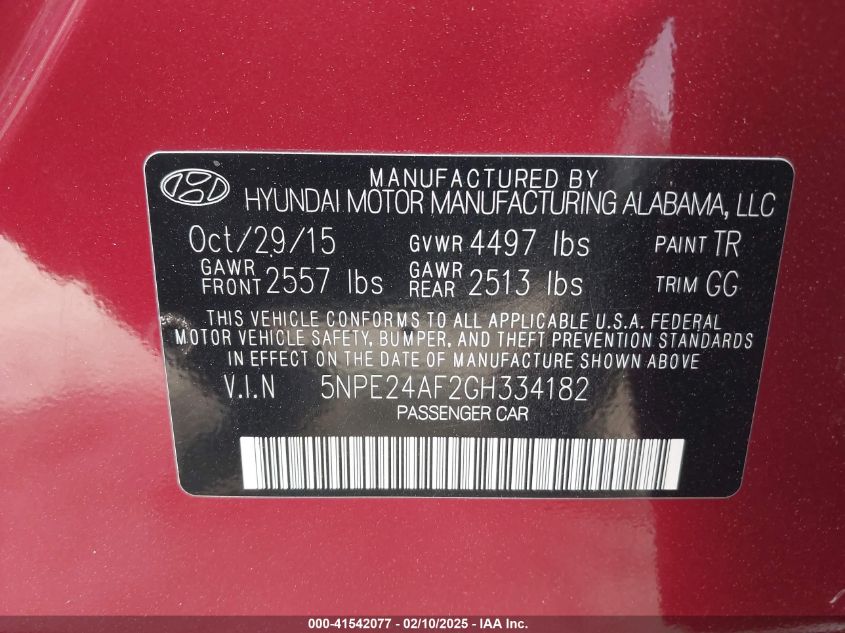 MANUFACTURED BY
HYUNDAI MOTOR MANUFACTURING ALABAMA, LLC
Oct/29/15 GVWR 4497 lbs PAINT TR
GAWR FRONT 2557 lbs GAWR REAR 2513 lbs TRIM GG
THIS VEHICLE CONFORMS TO ALL APPLICABLE U.S.A. FEDERAL
MOTOR VEHICLE SAFETY, BUMPER, AND THEFT PREVENTION STANDARDS
IN EFFECT ON THE DATE OF MANUFACTURE SHOWN ABOVE
V.I.N 5NPE24AF2GH334182
PASSENGER CAR
000-41542077 - 02/10/2025 - IAA Inc.